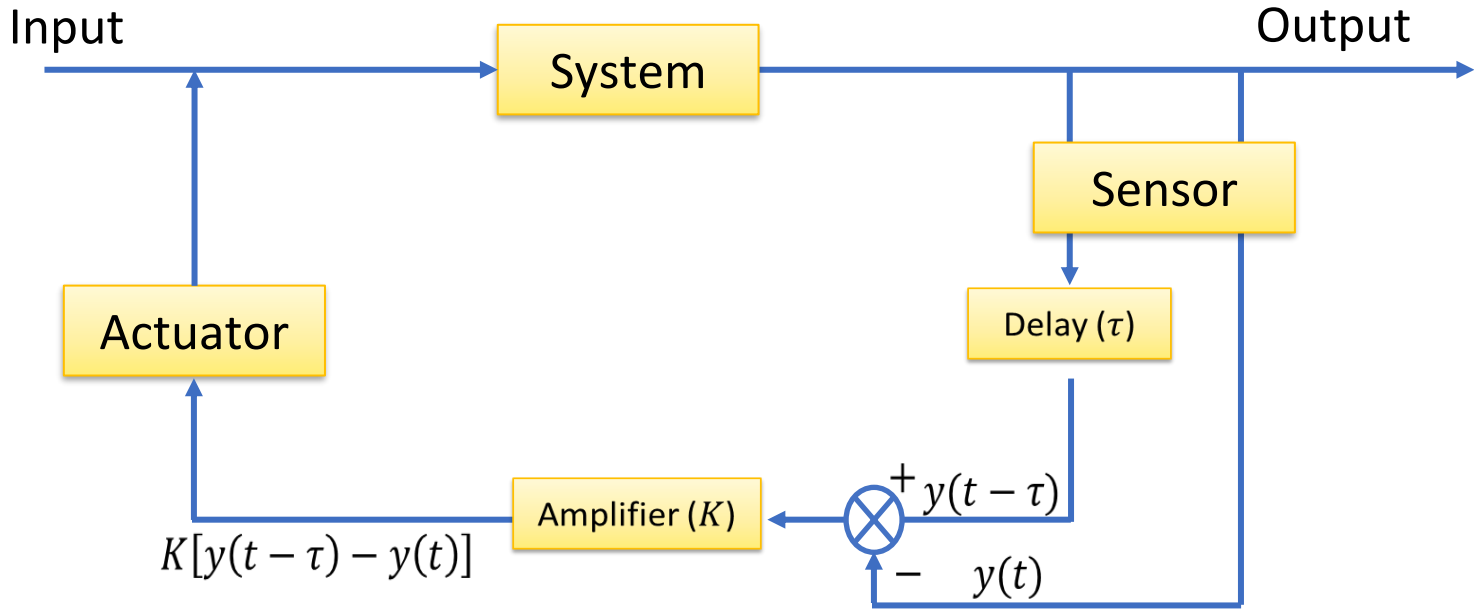 Input
Output
System
Sensor
Actuator
Delay (τ)
+
y(t − τ)
Amplifier (K)
K[y(t − τ) − y(t)]
−
y(t)